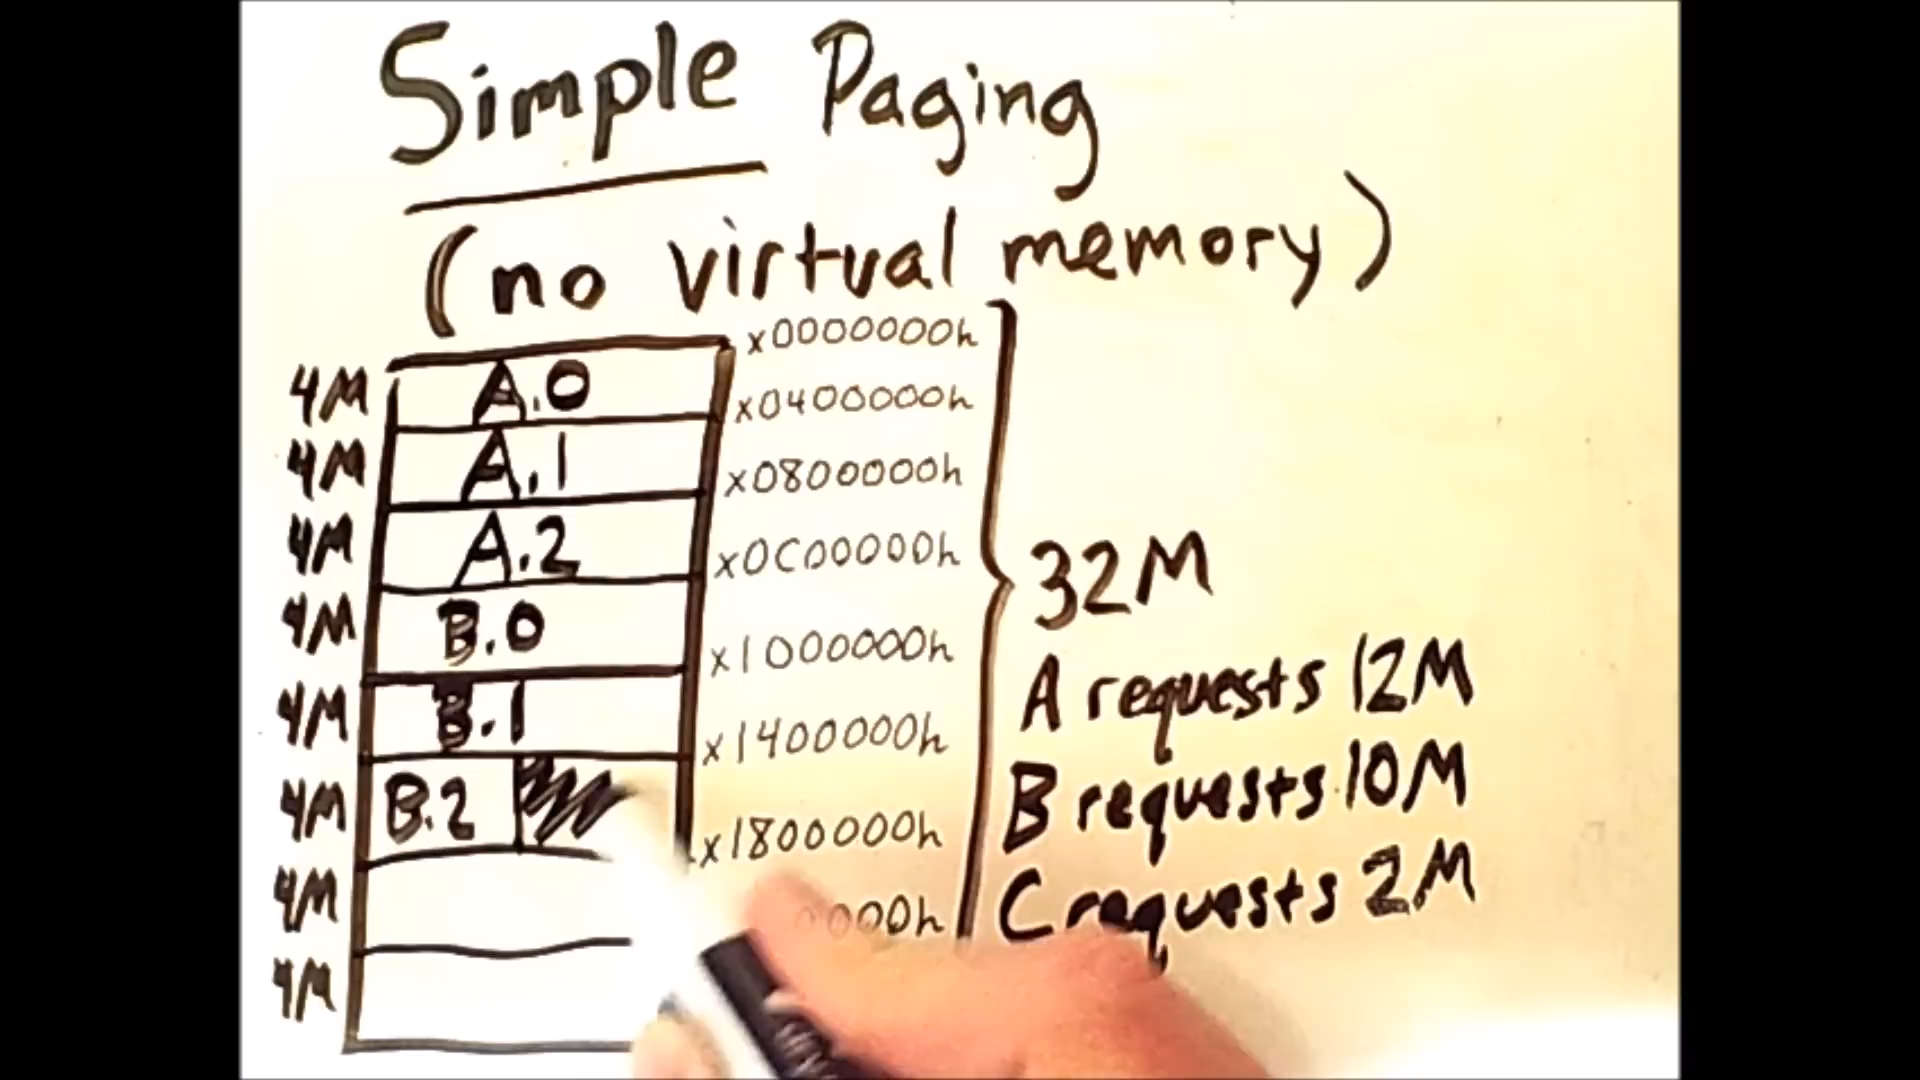 Simple Paging
(no virtual memory)
x0000000h
4M A.0 x0400000h
4M A.1 x0800000h
4M A.2 x0C00000h
4M B.0 x1000000h
4M B.1 x1400000h
4M B.2 x1800000h
4M
4M
32M
A requests 12M
B requests 10M
C requests 2M